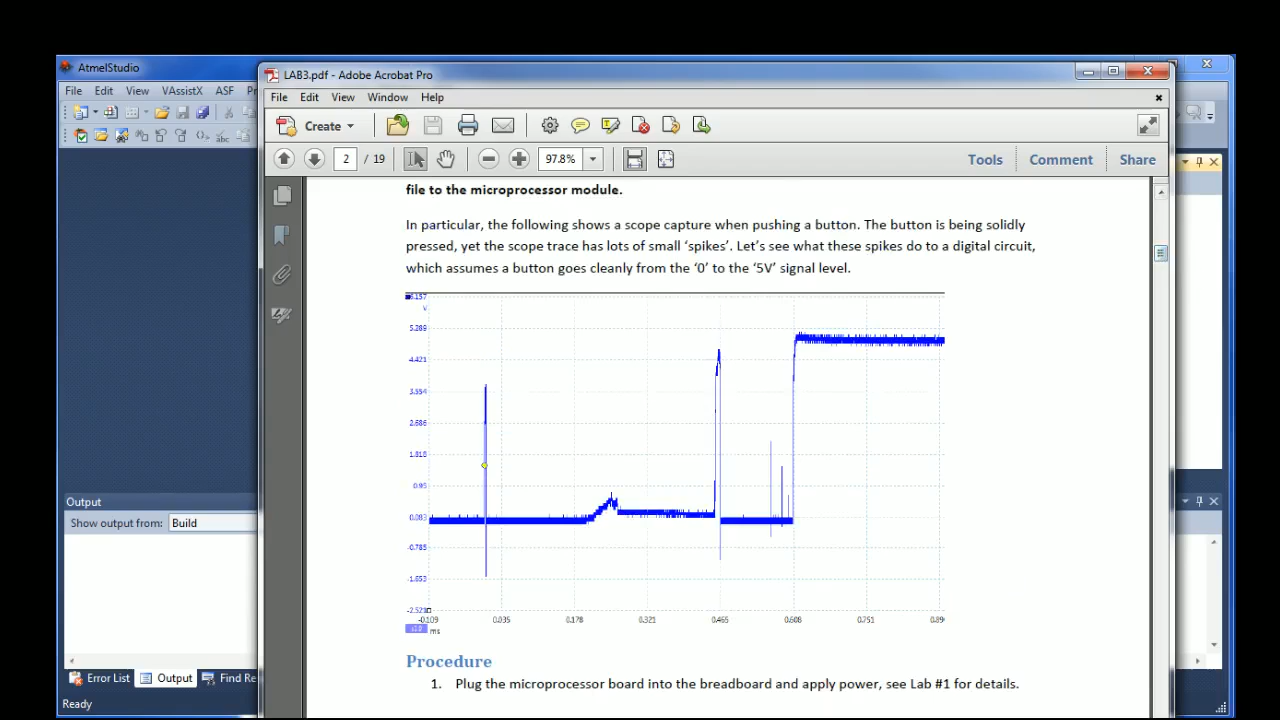 AtmelStudio
LAB3.pdf - Adobe Acrobat Pro
File Edit View VAssistX ASF
File Edit View Window Help
Create
2 / 19
97.8%
Tools Comment Share
file to the microprocessor module.
In particular, the following shows a scope capture when pushing a button. The button is being solidly
pressed, yet the scope trace has lots of small ‘spikes’. Let’s see what these spikes do to a digital circuit,
which assumes a button goes cleanly from the ‘0’ to the ‘5V’ signal level.
V
5.289
4.421
3.554
2.686
1.818
0.95
0.083
-0.785
-1.653
-0.109 0.035 0.178 0.321 0.465 0.608 0.751 0.89
ms
Output
Show output from: Build
Procedure
1. Plug the microprocessor board into the breadboard and apply power, see Lab #1 for details.
Error List Output Find Re
Ready